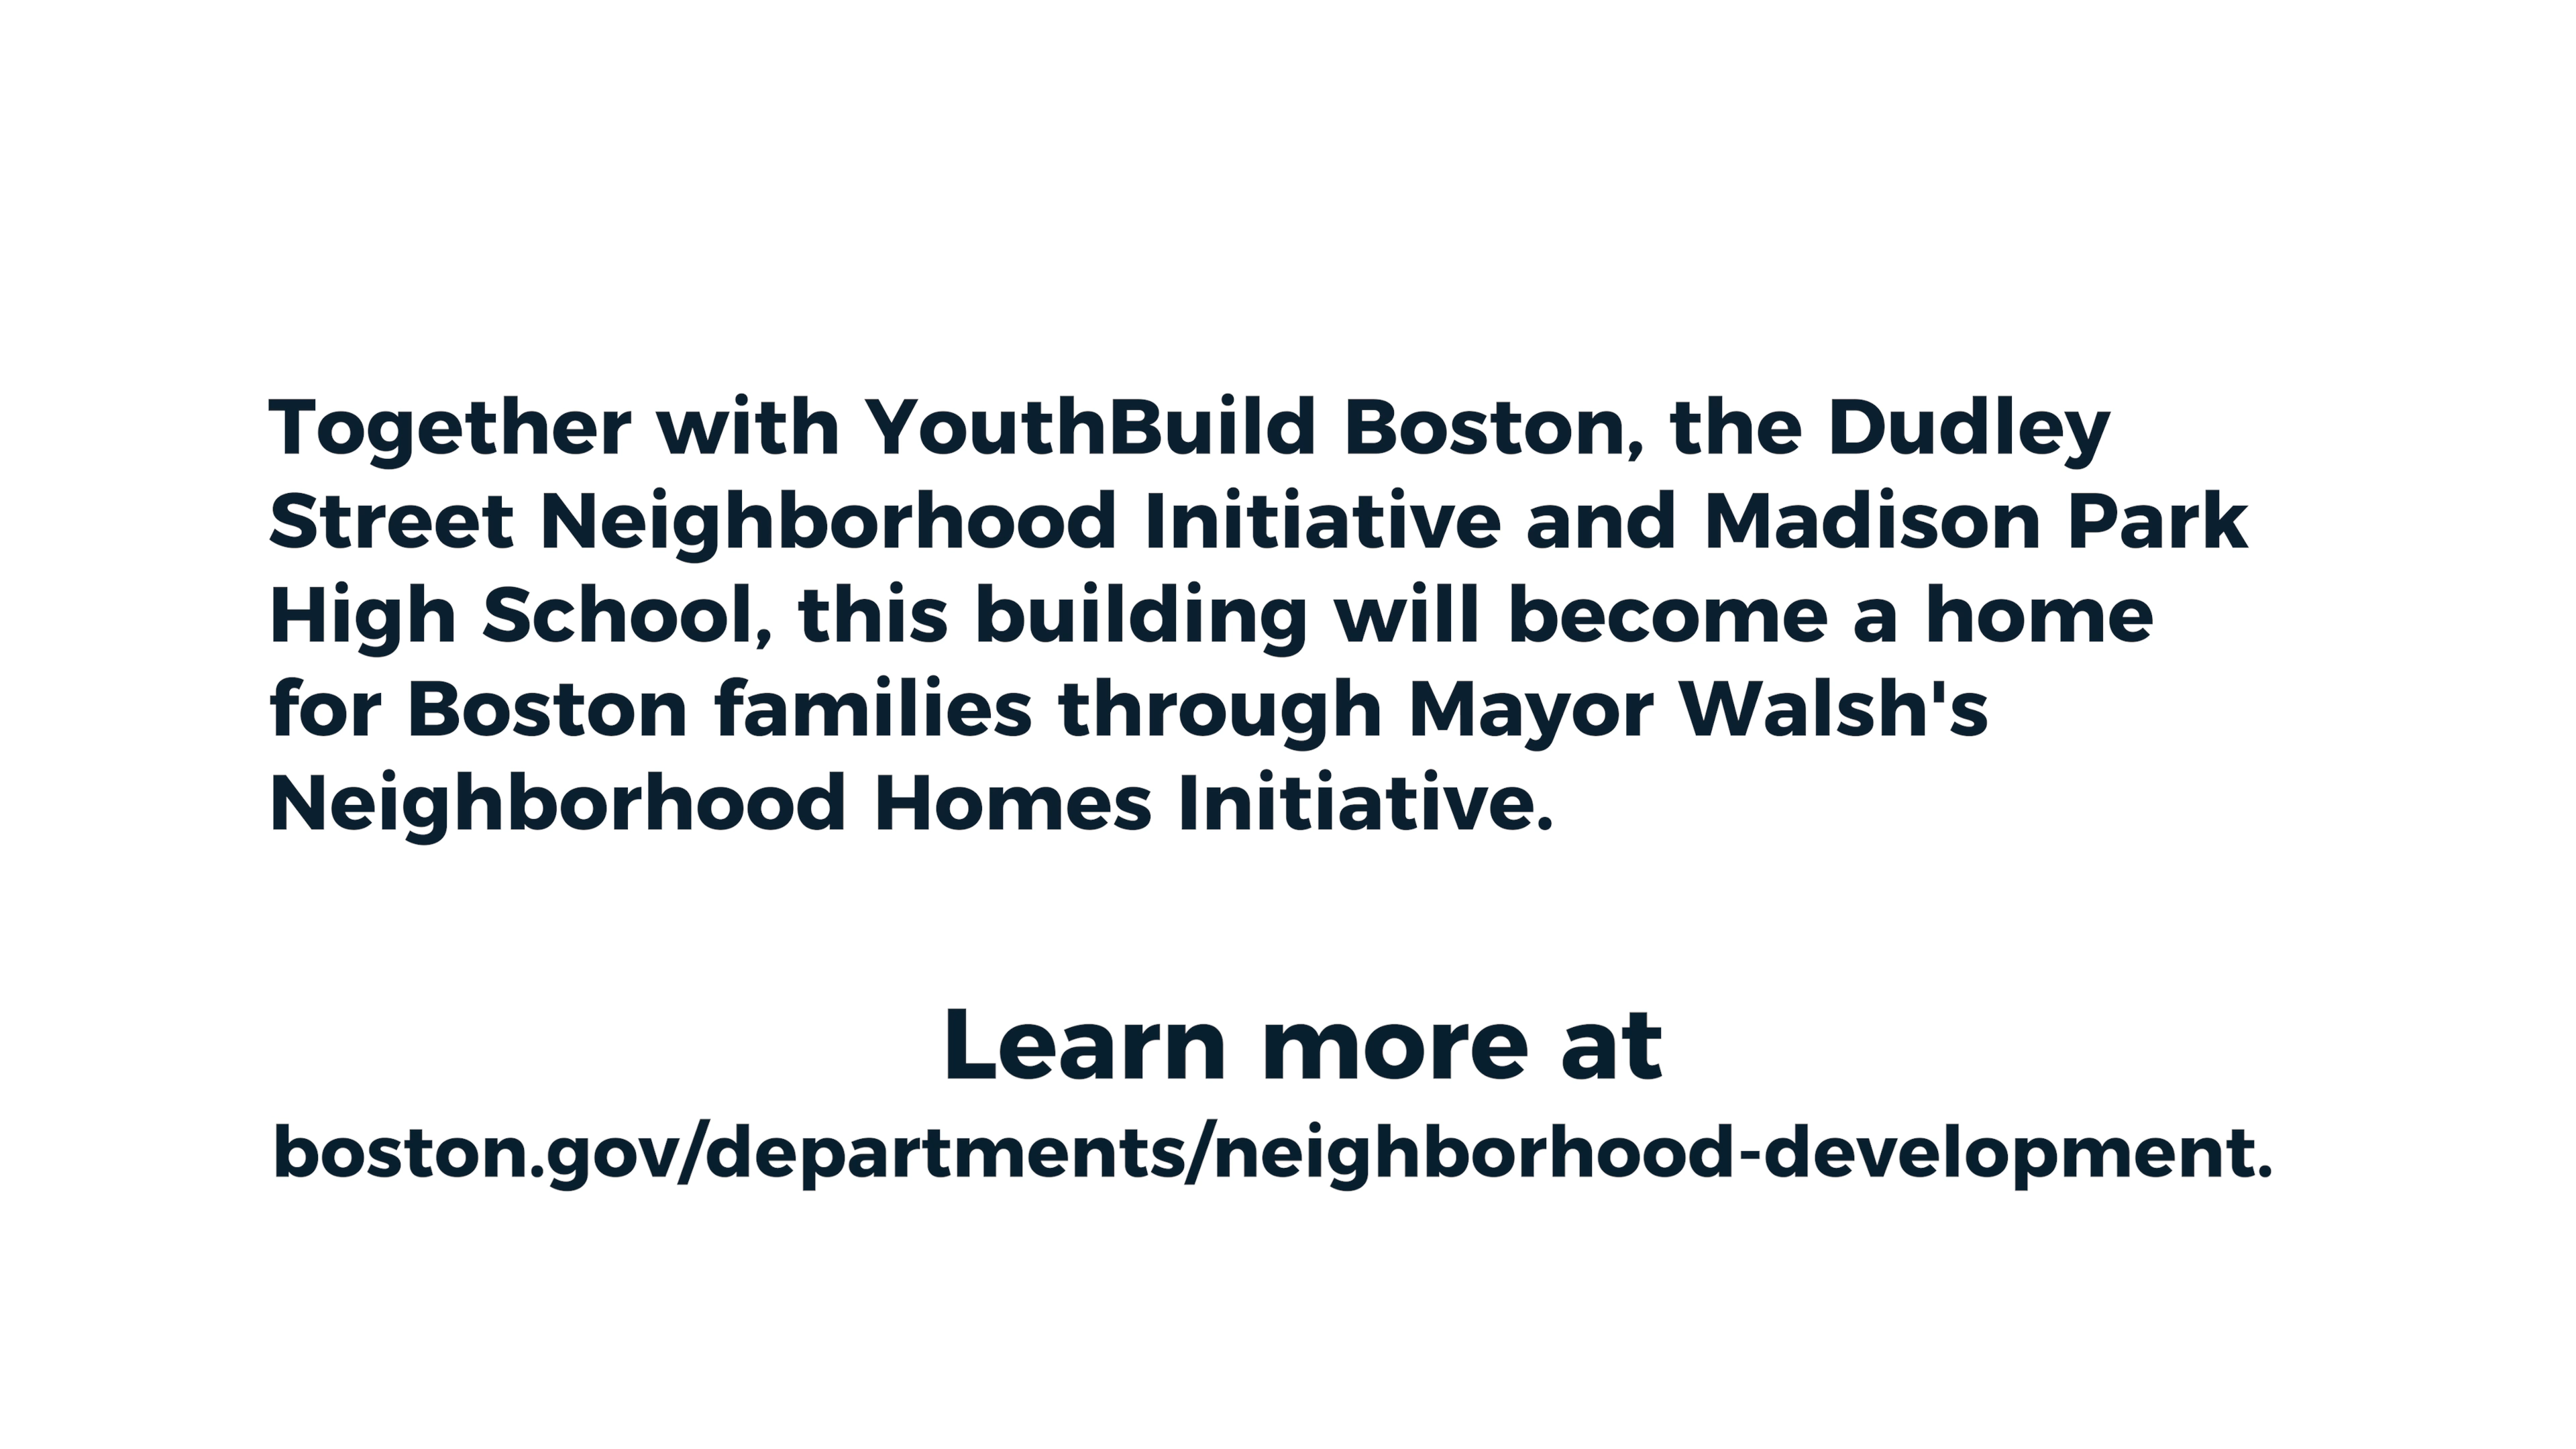 Together with YouthBuild Boston, the Dudley
Street Neighborhood Initiative and Madison Park
High School, this building will become a home
for Boston families through Mayor Walsh's
Neighborhood Homes Initiative.
Learn more at
boston.gov/departments/neighborhood-development.